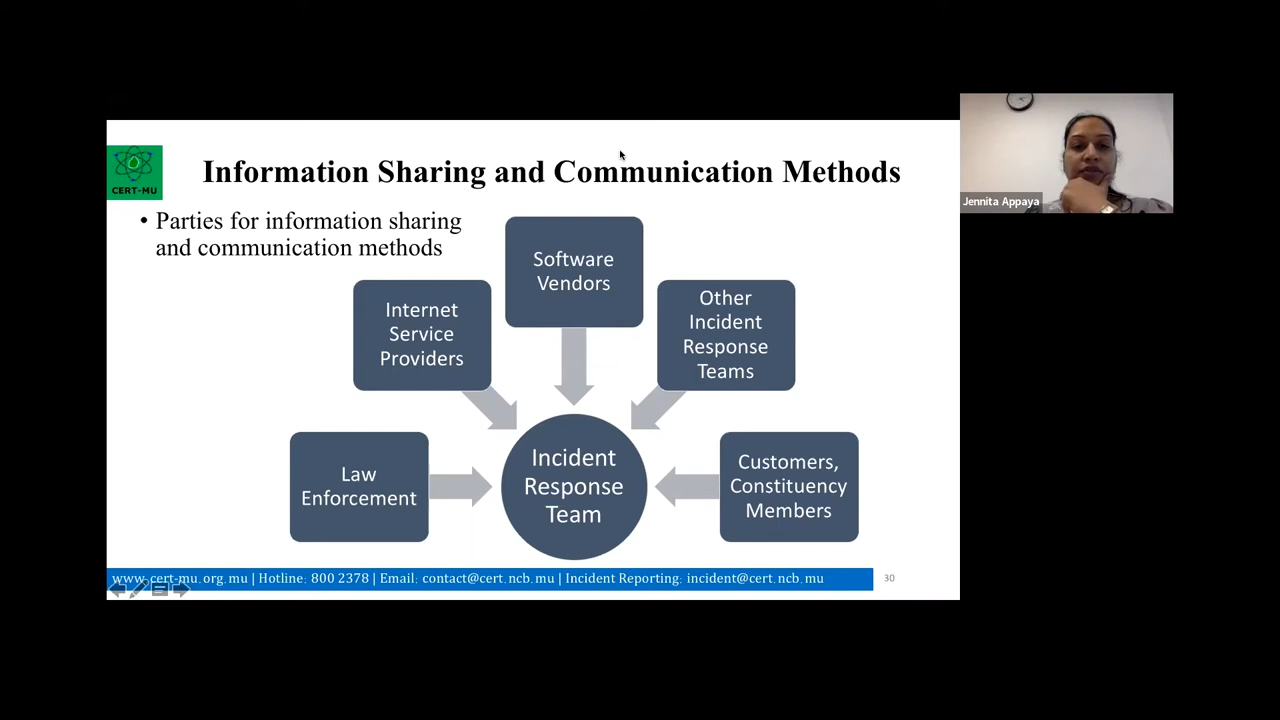 Information Sharing and Communication Methods
CERT-MU
• Parties for information sharing
and communication methods
Software
Vendors
Internet
Service
Providers
Other
Incident
Response
Teams
Law
Enforcement
Incident
Response
Team
Customers,
Constituency
Members
www.cert-mu.org.mu | Hotline: 800 2378 | Email: contact@cert.ncb.mu | Incident Reporting: incident@cert.ncb.mu
30
Jennita Appaya